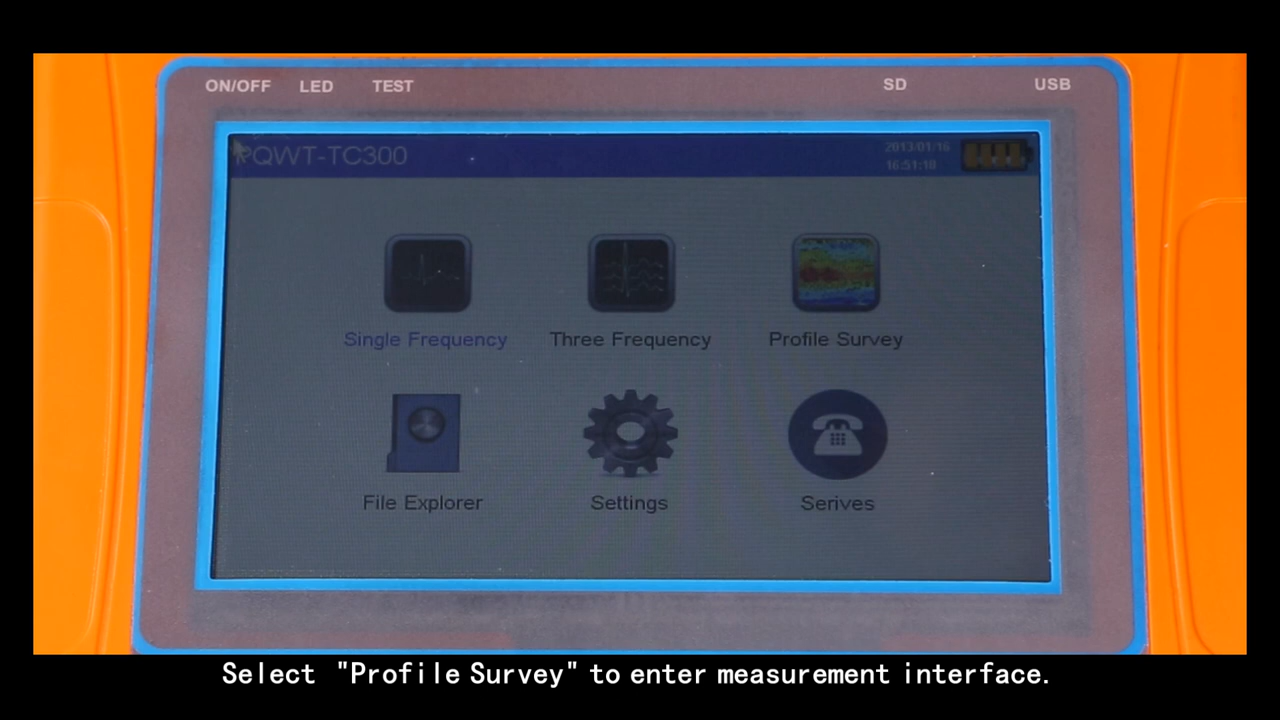 ON/OFF LED TEST SD USB
PQWT-TC300
2013/01/16
16:51:18
Single Frequency Three Frequency Profile Survey
File Explorer Settings Serives
Select "Profile Survey" to enter measurement interface.